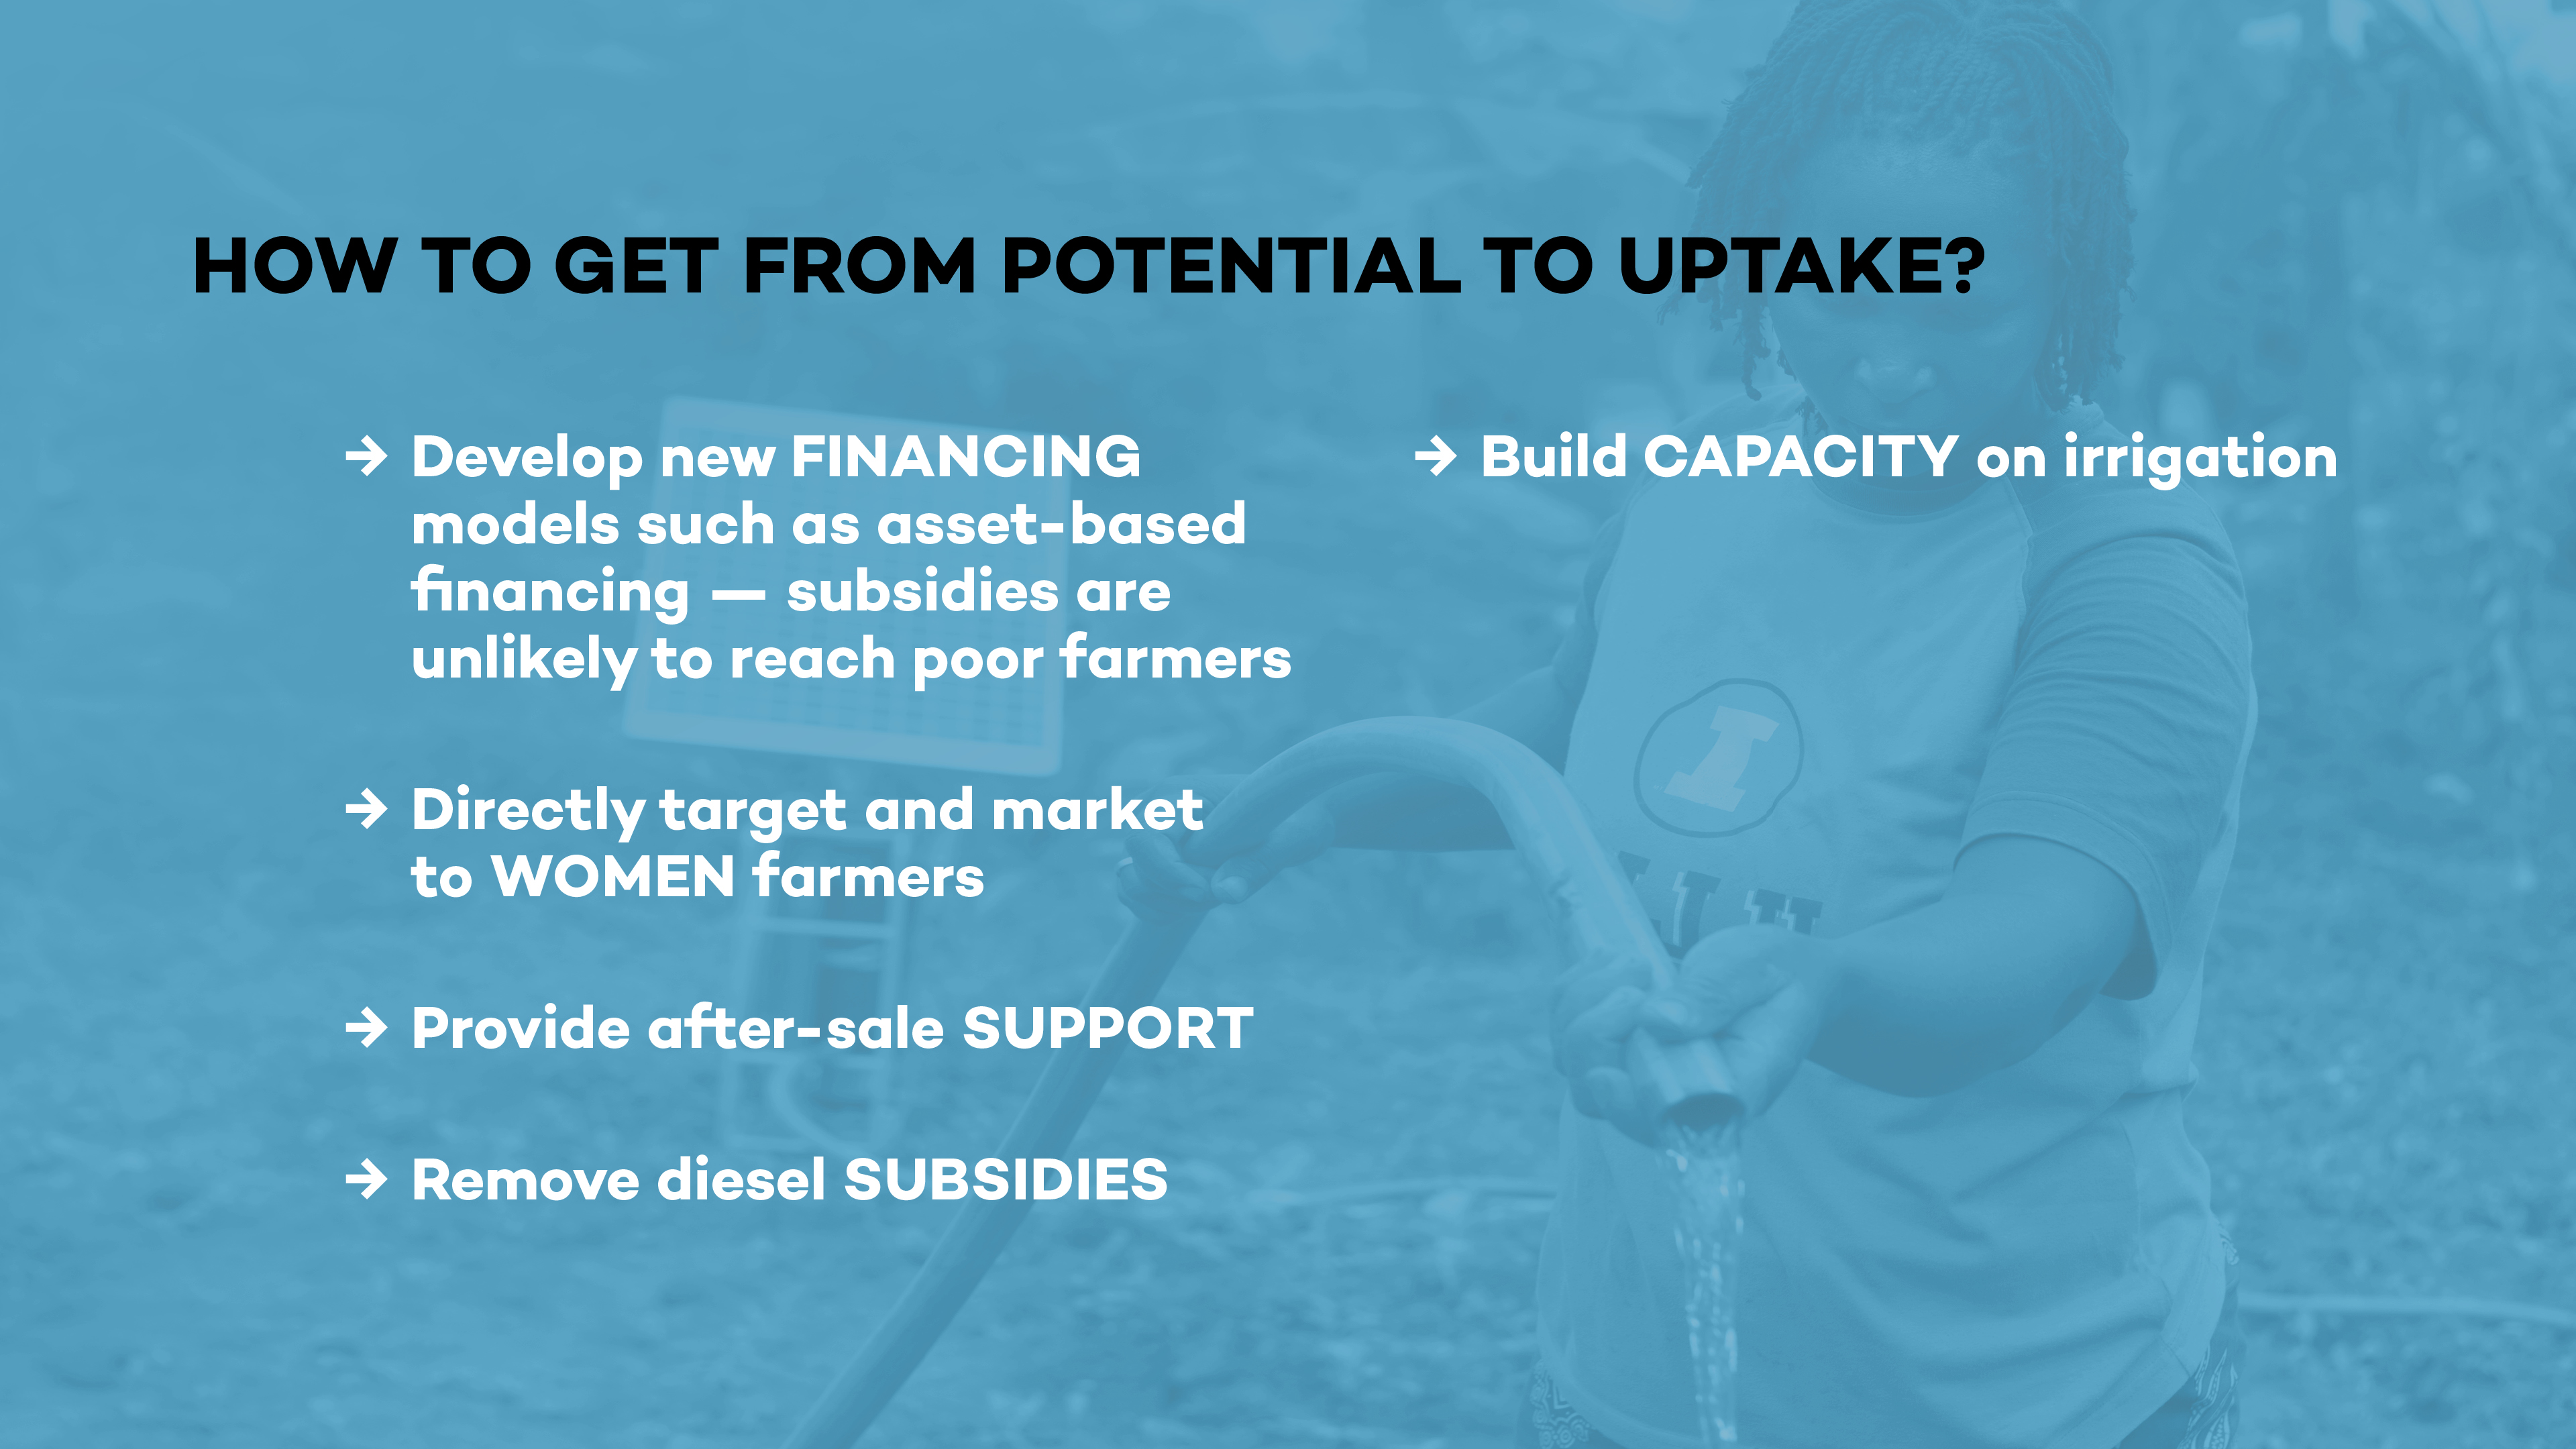 HOW TO GET FROM POTENTIAL TO UPTAKE?
→ Develop new FINANCING
models such as asset-based
financing — subsidies are
unlikely to reach poor farmers
→ Directly target and market
to WOMEN farmers
→ Provide after-sale SUPPORT
→ Remove diesel SUBSIDIES
→ Build CAPACITY on irrigation
I